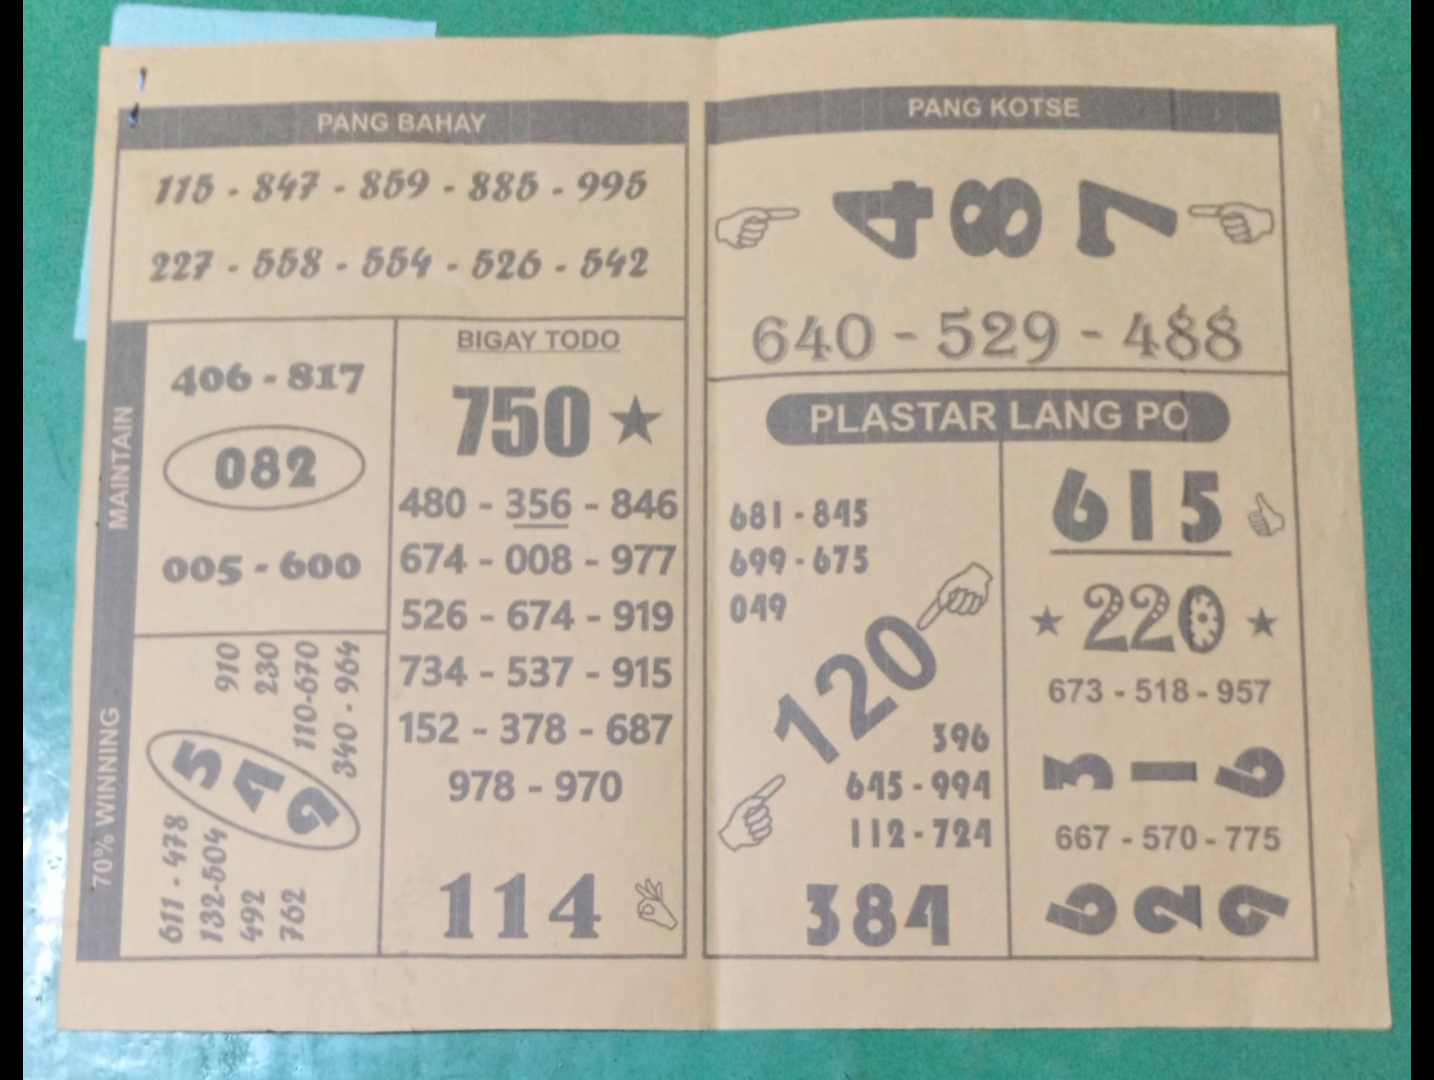 PANG BAHAY
115 - 847 - 859 - 885 - 995
227 - 558 - 554 - 526 - 542
MAINTAIN
406 - 817
082
005 - 600
70% WINNING
910
230
110-670
340 - 964
549
611 - 478
132-504
492
762
BIGAY TODO
750 ★
480 - 356 - 846
674 - 008 - 977
526 - 674 - 919
734 - 537 - 915
152 - 378 - 687
978 - 970
114
PANG KOTSE
487
640 - 529 - 488
PLASTAR LANG PO
681 - 845
699 - 675
049
120
396
645 - 994
112 - 724
384
615
★ 220 ★
673 - 518 - 957
316
667 - 570 - 775
629